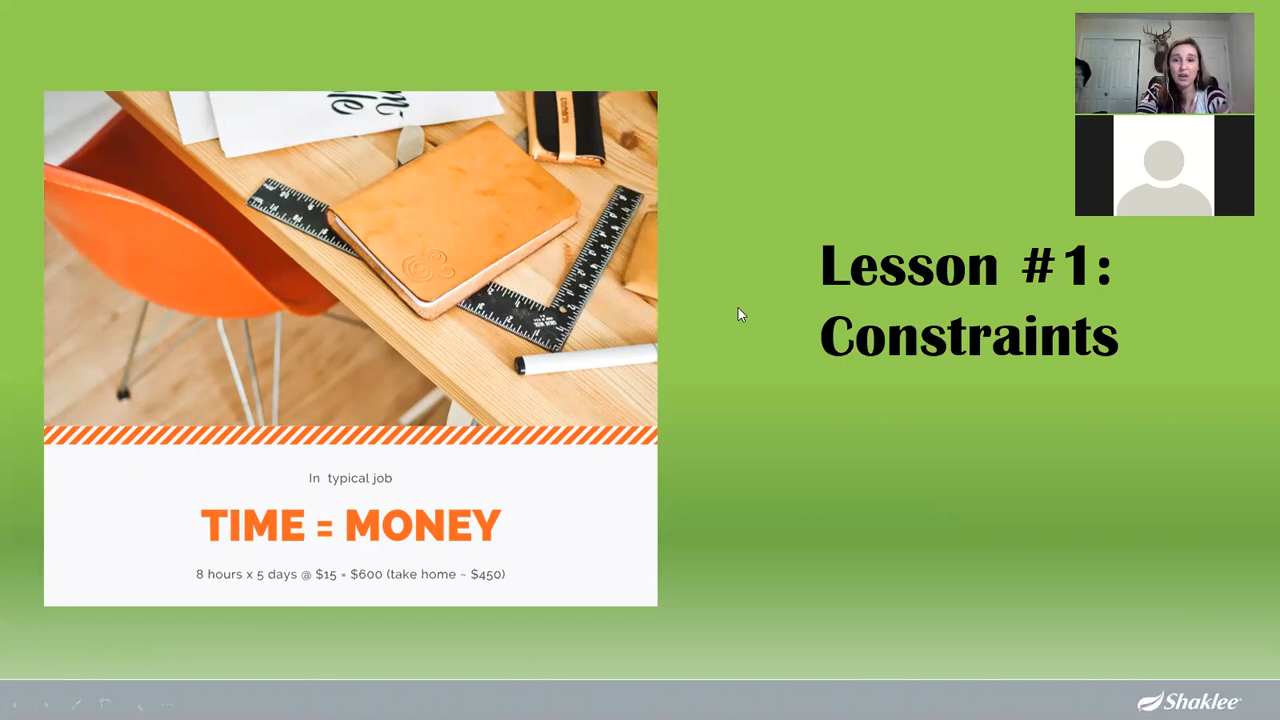 Lesson #1:
Constraints
In typical job
TIME = MONEY
8 hours x 5 days @ $15 = $600 (take home ~ $450)
Shaklee